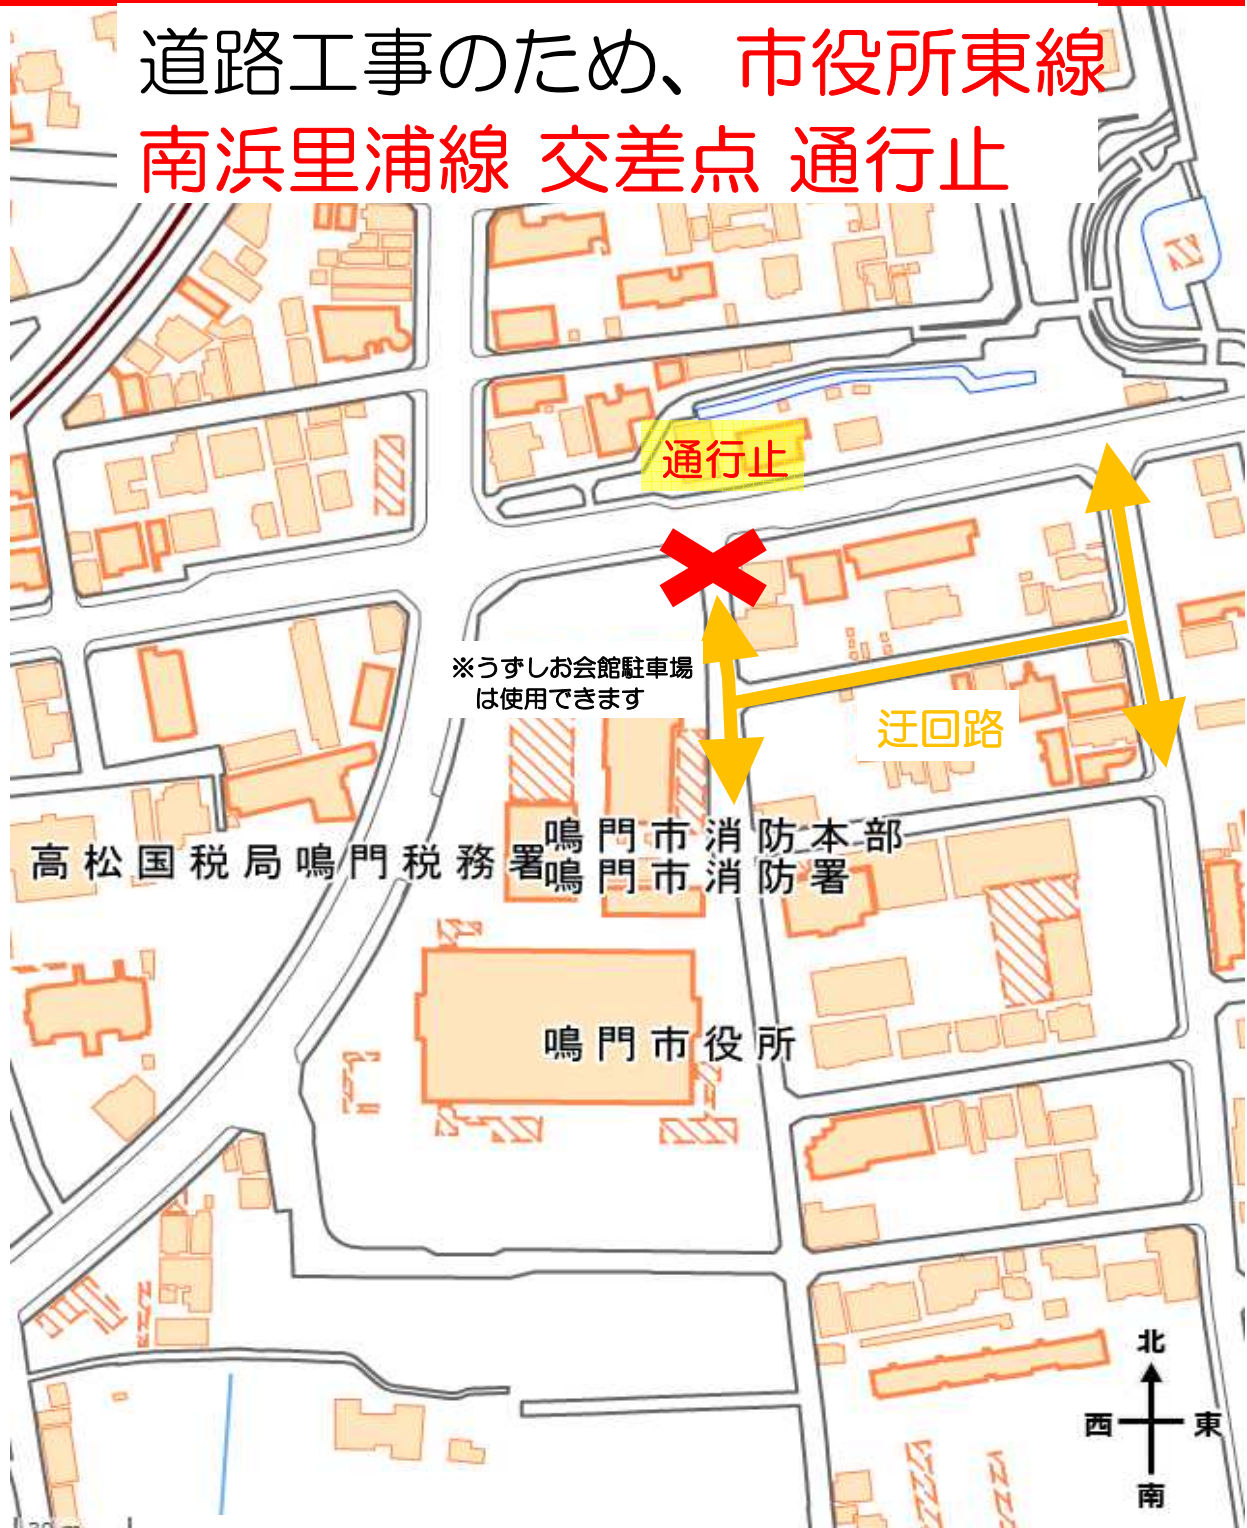 道路工事のため、市役所東線
南浜里浦線 交差点 通行止
通行止
※うずしお会館駐車場
は使用できます
迂回路
鳴門市消防本部
高松国税局鳴門税務署
鳴門市消防署
鳴門市役所
北
西
東
南